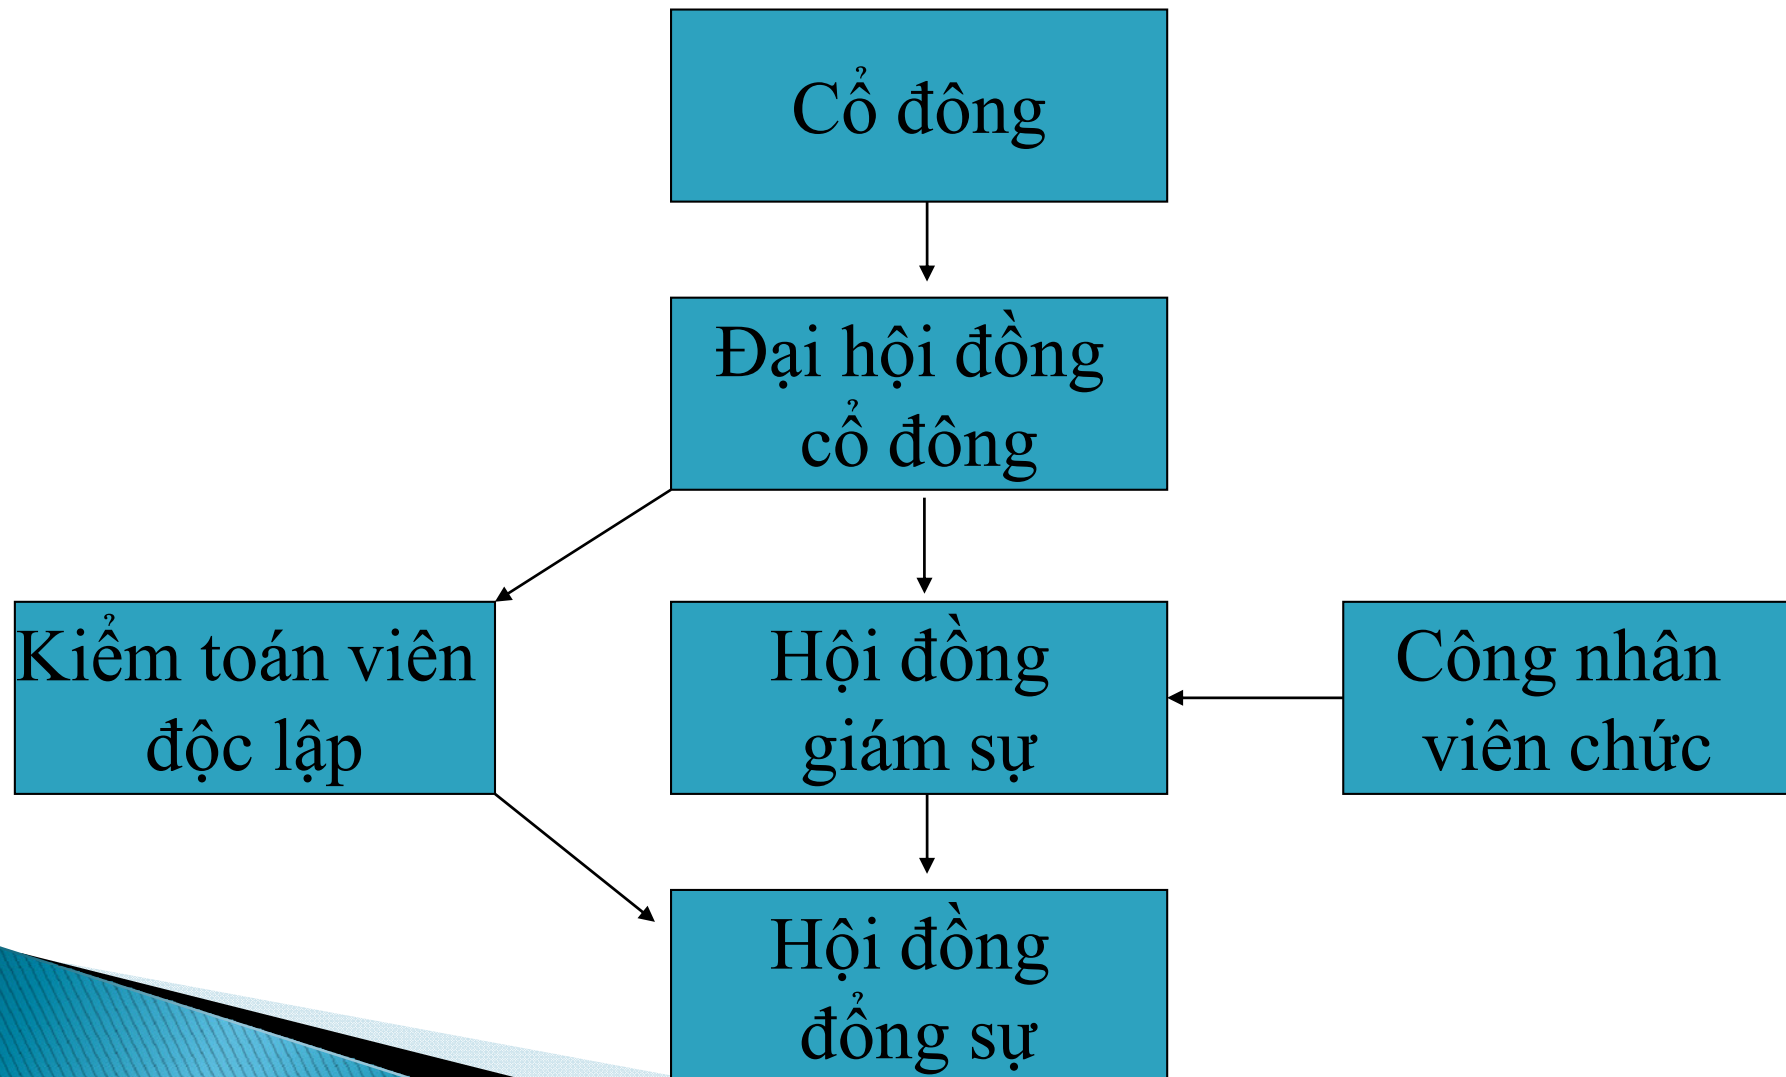 Cổ đông
Đại hội đồng
cổ đông
Kiểm toán viên
độc lập
Hội đồng
giám sự
Công nhân
viên chức
Hội đồng
đổng sự